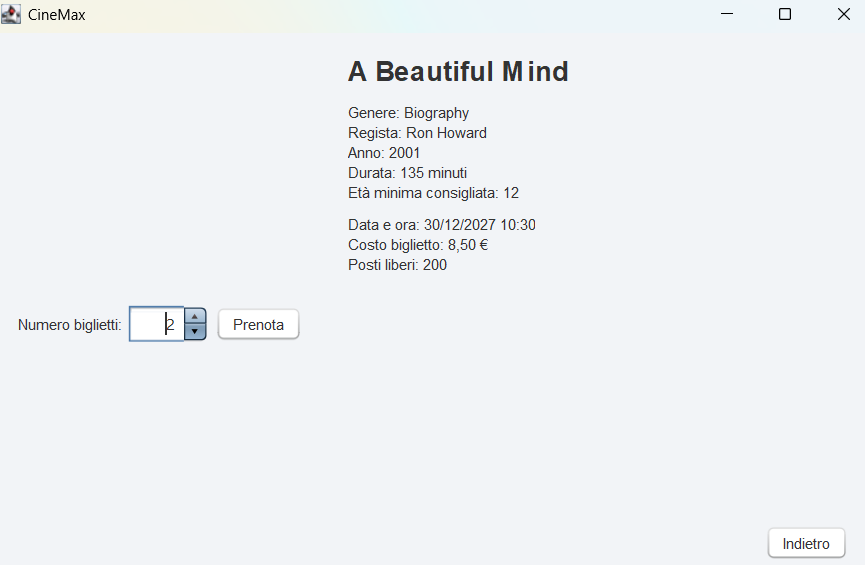 CineMax
A Beautiful Mind
Genere: Biography
Regista: Ron Howard
Anno: 2001
Durata: 135 minuti
Età minima consigliata: 12
Data e ora: 30/12/2027 10:30
Costo biglietto: 8,50 €
Posti liberi: 200
Numero biglietti: 2 Prenota
Indietro